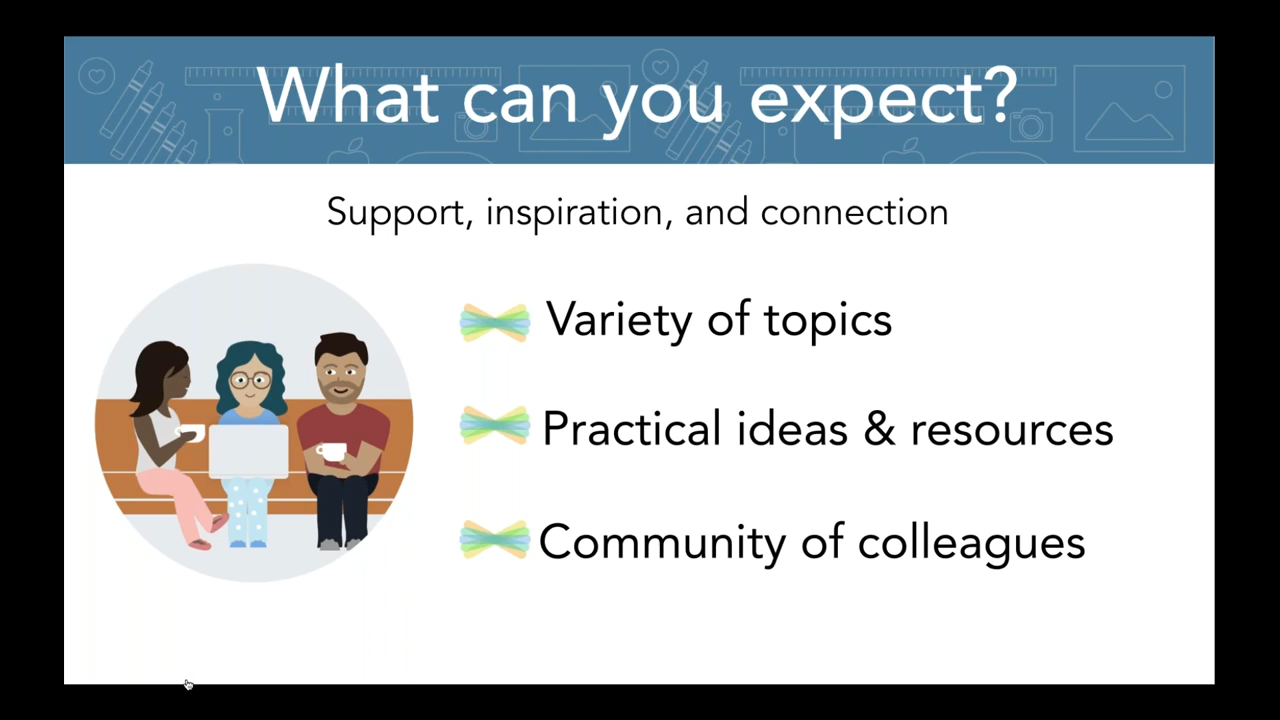 What can you expect?
Support, inspiration, and connection
Variety of topics
Practical ideas & resources
Community of colleagues